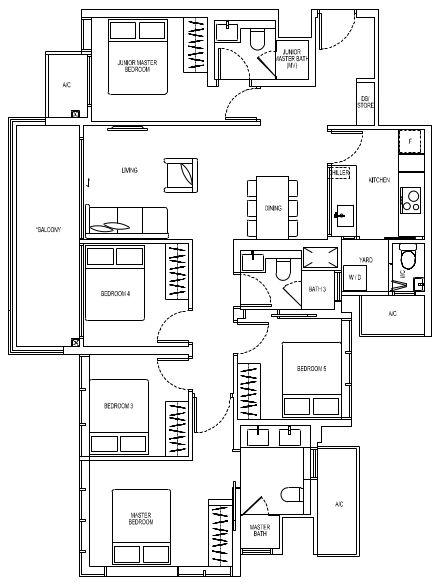 JUNIOR MASTER
BEDROOM
JUNIOR
MASTER BATH
(MV)
A/C
DB/
STORE
F
LIVING
CHILLER
KITCHEN
DINING
*BALCONY
YARD
W / D
W/C
BEDROOM 4
BATH 3
A/C
BEDROOM 5
BEDROOM 3
A/C
MASTER
BEDROOM
MASTER
BATH